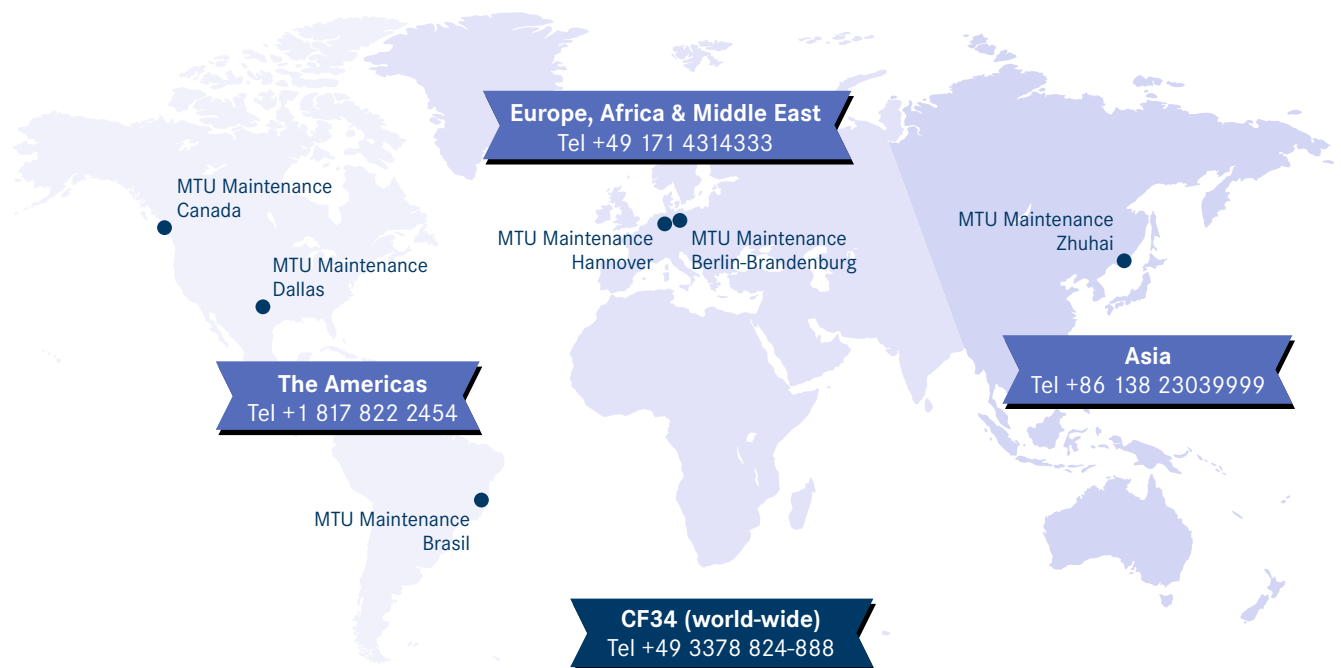 Europe, Africa & Middle East
Tel +49 171 4314333
MTU Maintenance
Canada
MTU Maintenance
Dallas
MTU Maintenance
Hannover
MTU Maintenance
Berlin-Brandenburg
MTU Maintenance
Zhuhai
The Americas
Tel +1 817 822 2454
Asia
Tel +86 138 23039999
MTU Maintenance
Brasil
CF34 (world-wide)
Tel +49 3378 824-888